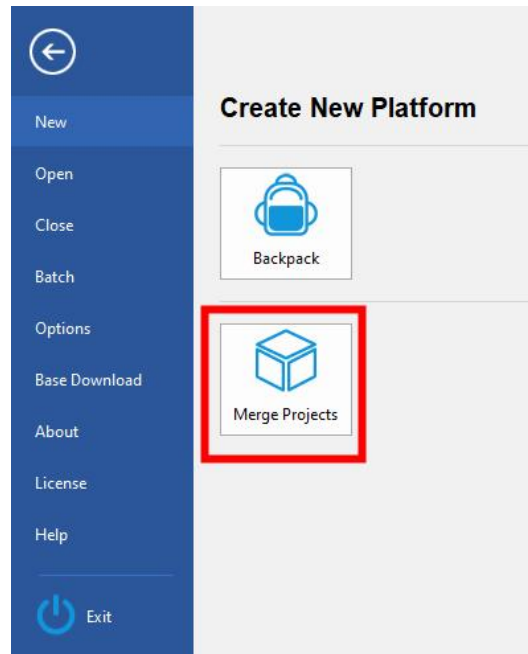 New
Open
Close
Batch
Options
Base Download
About
License
Help
Exit
Create New Platform
Backpack
Merge Projects